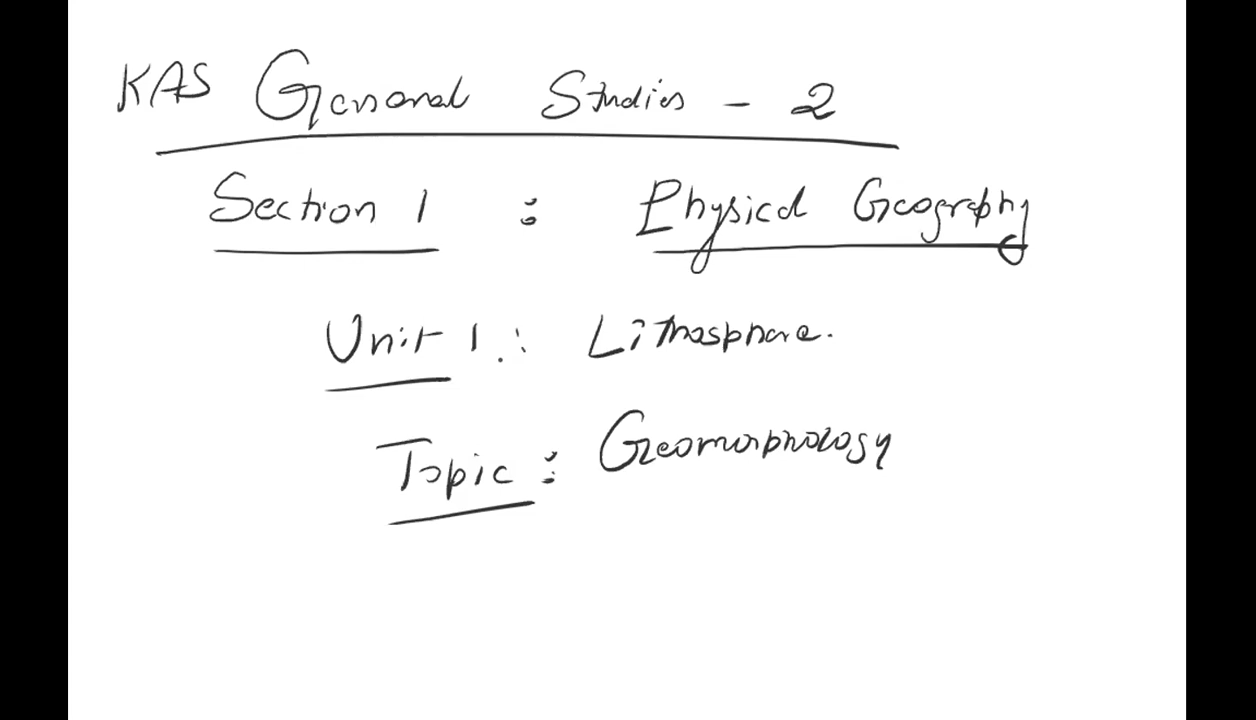 KAS General Studies - 2
Section 1 : Physical Geography
Unit 1 : Lithosphere.
Topic : Geomorphology